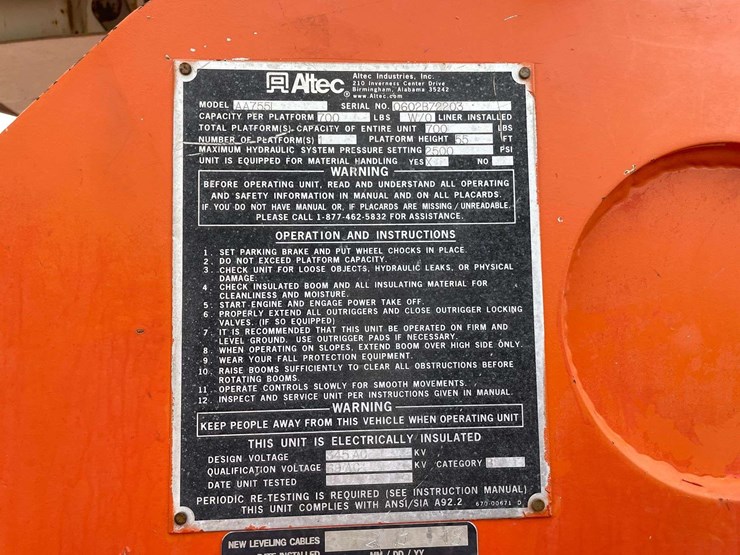 Altec
Altec Industries, Inc.
210 Inverness Center Drive
Birmingham, Alabama 35242
www.Altec.com
MODEL AA755 SERIAL NO.
CAPACITY PER PLATFORM 700 LBS W/O LINER INSTALLED
TOTAL PLATFORM(S) CAPACITY OF ENTIRE UNIT 700 LBS
NUMBER OF PLATFORM(S) PLATFORM HEIGHT 55 FT
MAXIMUM HYDRAULIC SYSTEM PRESSURE SETTING 2500 PSI
UNIT IS EQUIPPED FOR MATERIAL HANDLING YES X NO
WARNING
BEFORE OPERATING UNIT, READ AND UNDERSTAND ALL OPERATING
AND SAFETY INFORMATION IN MANUAL AND ON ALL PLACARDS.
IF YOU DO NOT HAVE MANUAL OR, IF PLACARDS ARE MISSING / UNREADABLE,
PLEASE CALL 1-877-462-5832 FOR ASSISTANCE.
OPERATION AND INSTRUCTIONS
1. SET PARKING BRAKE AND PUT WHEEL CHOCKS IN PLACE.
2. DO NOT EXCEED PLATFORM CAPACITY.
3. CHECK UNIT FOR LOOSE OBJECTS, HYDRAULIC LEAKS, OR PHYSICAL
DAMAGE.
4. CHECK INSULATED BOOM AND ALL INSULATING MATERIAL FOR
CLEANLINESS AND MOISTURE.
5. START ENGINE AND ENGAGE POWER TAKE OFF.
6. PROPERLY EXTEND ALL OUTRIGGERS AND CLOSE OUTRIGGER LOCKING
VALVES. (IF SO EQUIPPED)
7. IT IS RECOMMENDED THAT THIS UNIT BE OPERATED ON FIRM AND
LEVEL GROUND. USE OUTRIGGER PADS IF NECESSARY.
8. WHEN OPERATING ON SLOPES, EXTEND BOOM OVER HIGH SIDE ONLY.
9. WEAR YOUR FALL PROTECTION EQUIPMENT.
10. RAISE BOOMS SUFFICIENTLY TO CLEAR ALL OBSTRUCTIONS BEFORE
ROTATING BOOMS.
11. OPERATE CONTROLS SLOWLY FOR SMOOTH MOVEMENTS.
12. INSPECT AND SERVICE UNIT PER INSTRUCTIONS GIVEN IN MANUAL.
WARNING
KEEP PEOPLE AWAY FROM THIS VEHICLE WHEN OPERATING UNIT
THIS UNIT IS ELECTRICALLY INSULATED
DESIGN VOLTAGE KV
QUALIFICATION VOLTAGE KV CATEGORY
DATE UNIT TESTED
PERIODIC RE-TESTING IS REQUIRED (SEE INSTRUCTION MANUAL)
THIS UNIT COMPLIES WITH ANSI/SIA A92.2 670-00671 D
NEW LEVELING CABLES
DATE INSTALLED MM / DD / YY